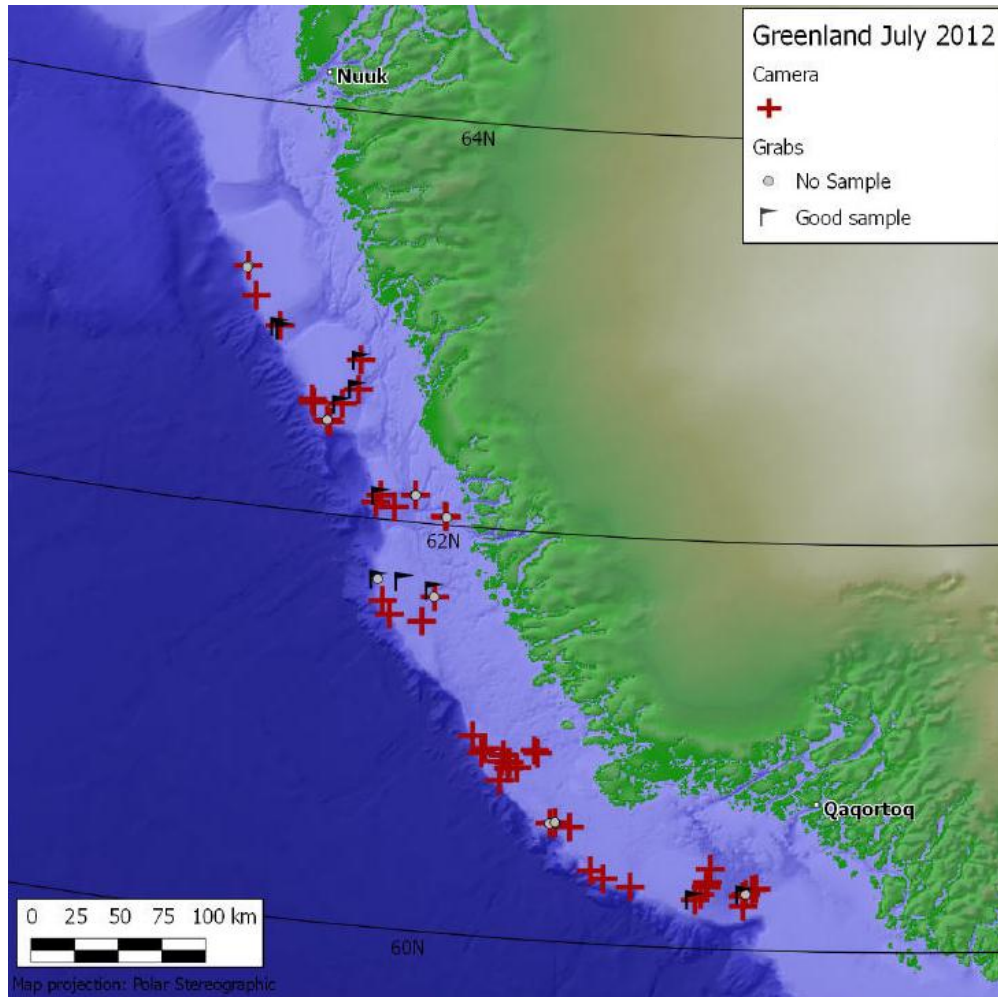 Greenland July 2012
Camera
Grabs
No Sample
Good sample
Nuuk
64N
62N
Qaqortoq
60N
0 25 50 75 100 km
Map projection: Polar Stereographic